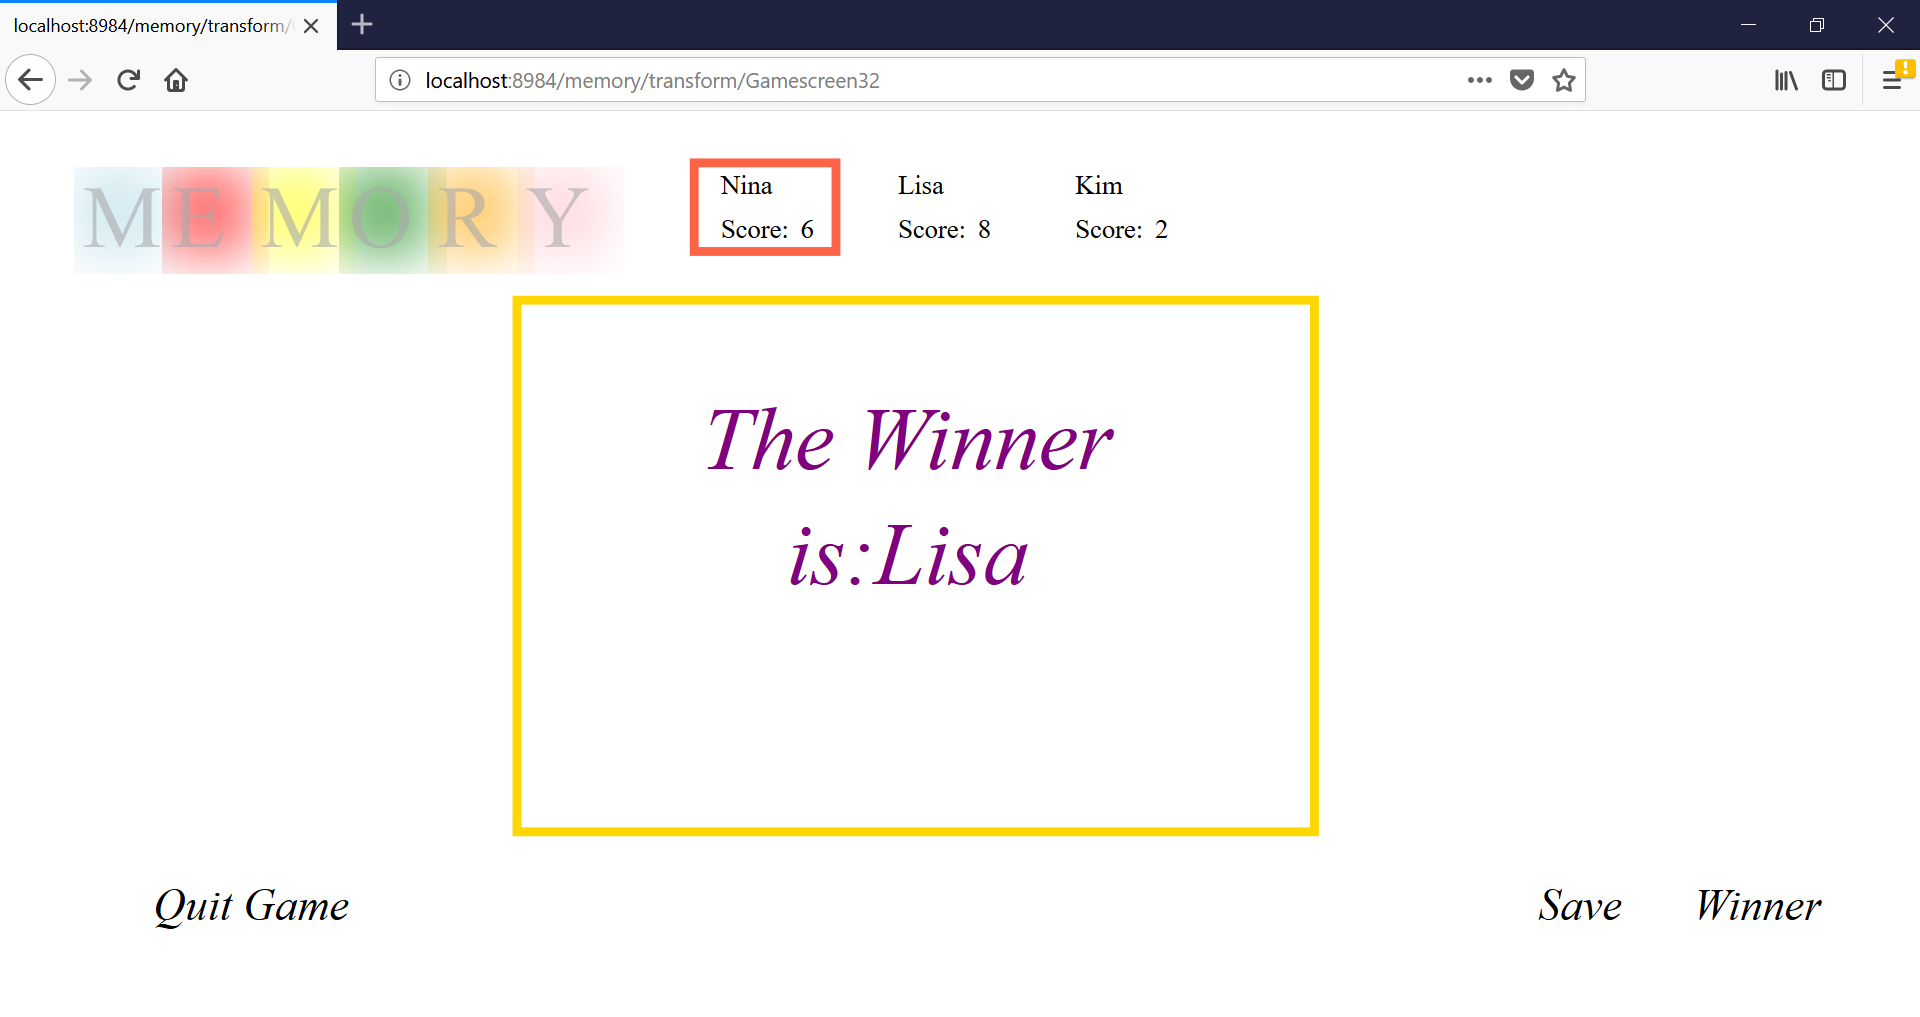 localhost:8984/memory/transform/
localhost:8984/memory/transform/Gamescreen32
MEMORY
Nina Lisa Kim
Score: 6 Score: 8 Score: 2
The Winner
is:Lisa
Quit Game Save Winner